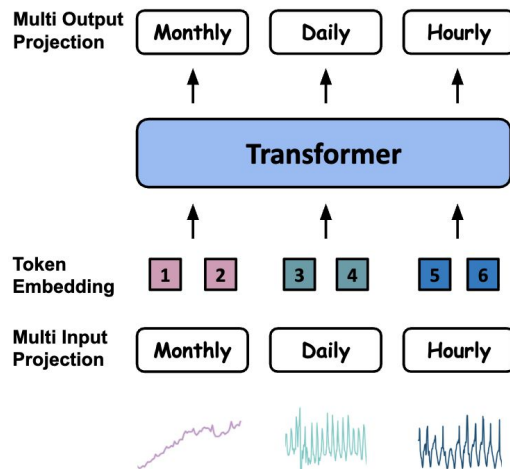 Multi Output
Projection
Monthly
Daily
Hourly
Transformer
Token
Embedding
1
2
3
4
5
6
Multi Input
Projection
Monthly
Daily
Hourly